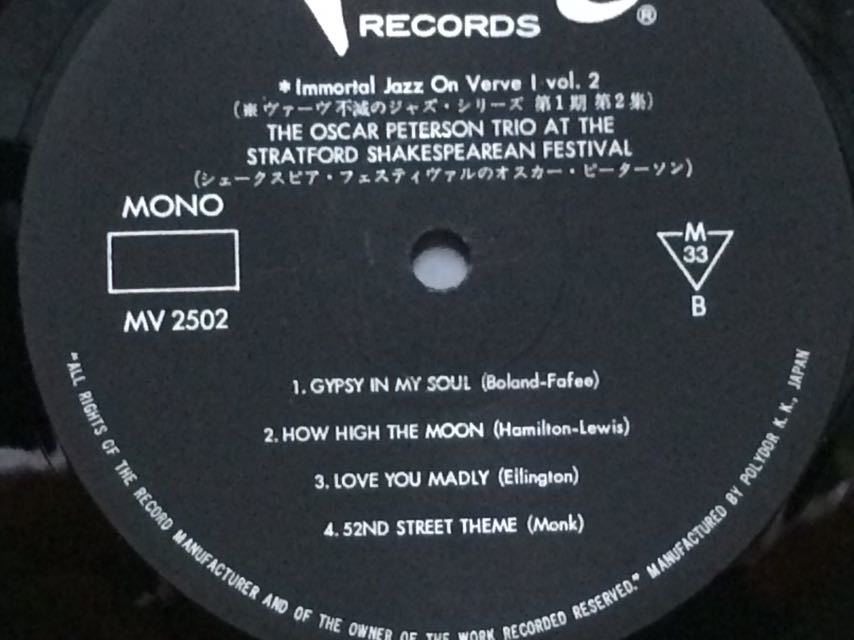 RECORDS ®
*Immortal Jazz On Verve I vol. 2
(※ヴァーヴ不滅のジャズ・シリーズ 第1期 第2集)
THE OSCAR PETERSON TRIO AT THE
STRATFORD SHAKESPEAREAN FESTIVAL
(シェークスピア・フェスティヴァルのオスカー・ピーターソン)
MONO
MV 2502
M
33
B
1. GYPSY IN MY SOUL (Boland-Fafee)
2. HOW HIGH THE MOON (Hamilton-Lewis)
3. LOVE YOU MADLY (Ellington)
4. 52ND STREET THEME (Monk)
"ALL RIGHTS OF THE RECORD MANUFACTURER AND OF THE OWNER OF THE WORK RECORDED RESERVED." MANUFACTURED BY POLYDOR K. K., JAPAN